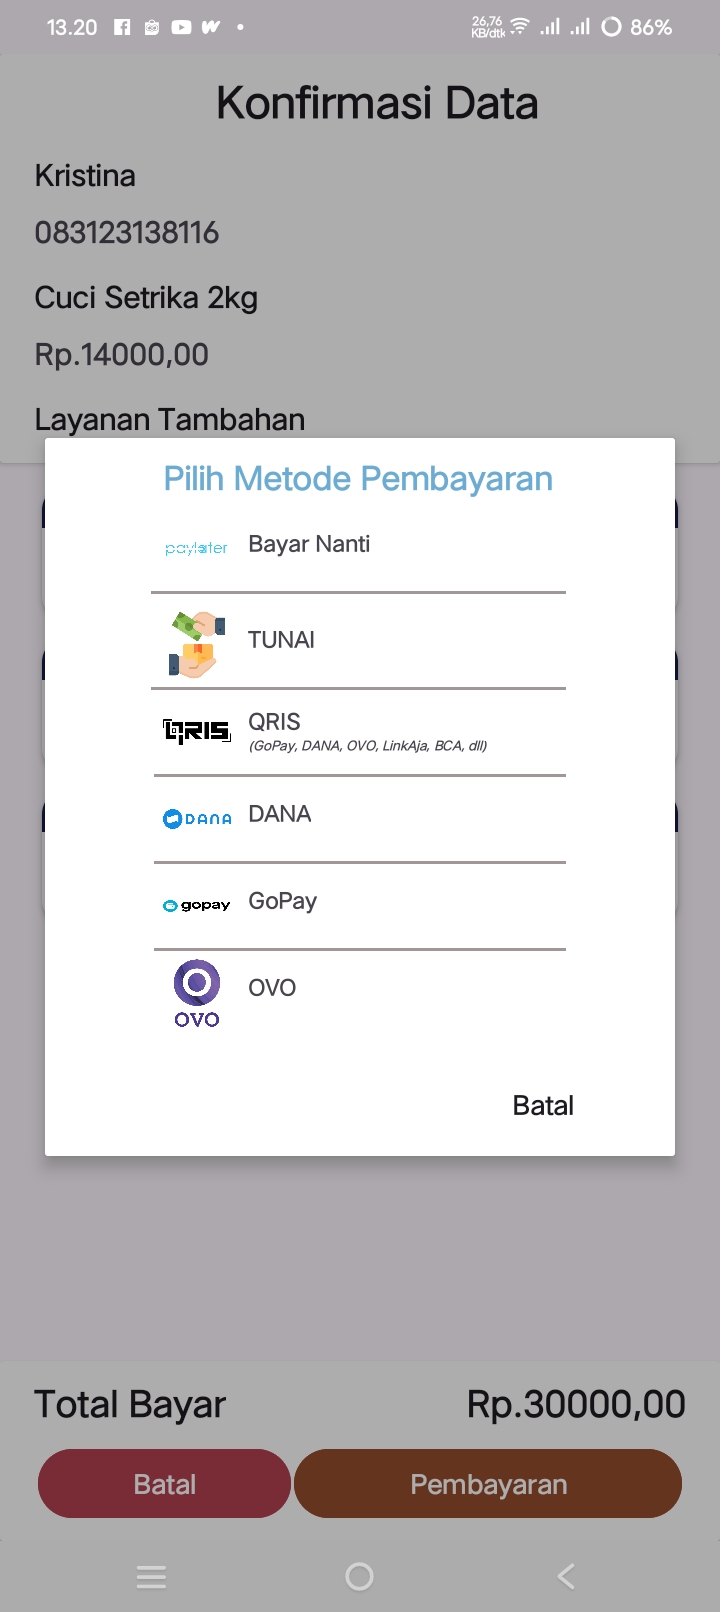 13.20
26,76
KB/dtk
86%
Konfirmasi Data
Kristina
083123138116
Cuci Setrika 2kg
Rp.14000,00
Layanan Tambahan
Pilih Metode Pembayaran
paylater
Bayar Nanti
TUNAI
QRIS
QRIS
(GoPay, DANA, OVO, LinkAja, BCA, dll)
DANA
DANA
gopay
GoPay
OVO
OVO
Batal
Total Bayar
Rp.30000,00
Batal
Pembayaran